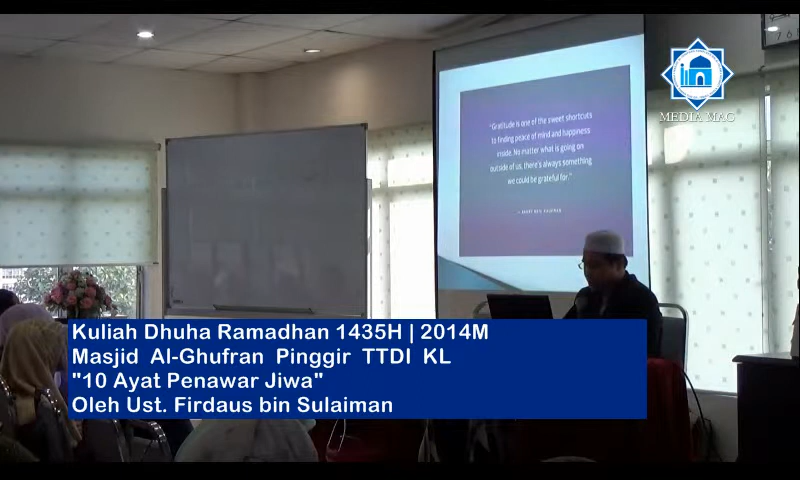 "Gratitude is one of the sweet shortcuts
to finding peace of mind and happiness
inside. No matter what is going on
outside of us, there's always something
we could be grateful for."
MEDIA MAG
Kuliah Dhuha Ramadhan 1435H | 2014M
Masjid Al-Ghufran Pinggir TTDI KL
"10 Ayat Penawar Jiwa"
Oleh Ust. Firdaus bin Sulaiman